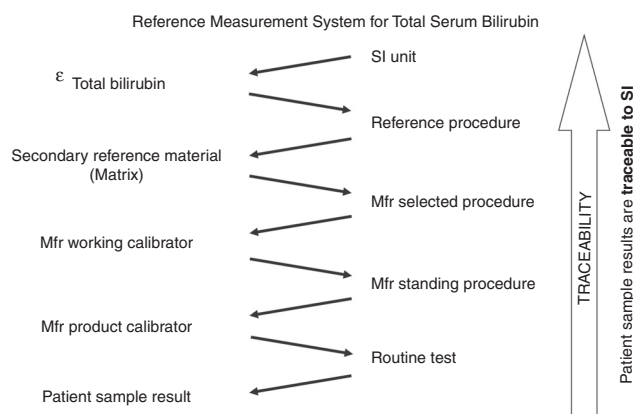 Reference Measurement System for Total Serum Bilirubin
SI unit
ε Total bilirubin
Reference procedure
Secondary reference material
(Matrix)
Mfr selected procedure
Mfr working calibrator
Mfr standing procedure
Mfr product calibrator
Routine test
Patient sample result
TRACEABILITY
Patient sample results are traceable to SI